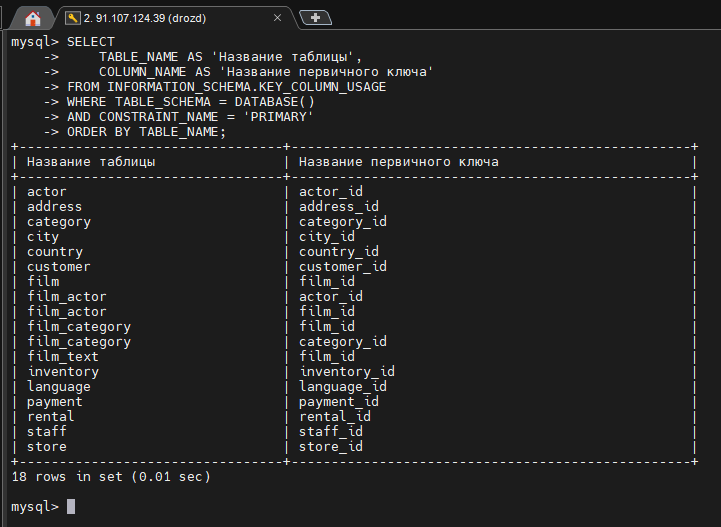 2. 91.107.124.39 (drozd)
mysql> SELECT
    ->     TABLE_NAME AS 'Название таблицы',
    ->     COLUMN_NAME AS 'Название первичного ключа'
    -> FROM INFORMATION_SCHEMA.KEY_COLUMN_USAGE
    -> WHERE TABLE_SCHEMA = DATABASE()
    -> AND CONSTRAINT_NAME = 'PRIMARY'
    -> ORDER BY TABLE_NAME;
+---------------------------------+--------------------------------------------------+
| Название таблицы                | Название первичного ключа                        |
+---------------------------------+--------------------------------------------------+
| actor                           | actor_id                                         |
| address                         | address_id                                       |
| category                        | category_id                                      |
| city                            | city_id                                          |
| country                         | country_id                                       |
| customer                        | customer_id                                      |
| film                            | film_id                                          |
| film_actor                      | actor_id                                         |
| film_actor                      | film_id                                          |
| film_category                   | film_id                                          |
| film_category                   | category_id                                      |
| film_text                       | film_id                                          |
| inventory                       | inventory_id                                     |
| language                        | language_id                                      |
| payment                         | payment_id                                       |
| rental                          | rental_id                                        |
| staff                           | staff_id                                         |
| store                           | store_id                                         |
+---------------------------------+--------------------------------------------------+
18 rows in set (0.01 sec)
mysql>